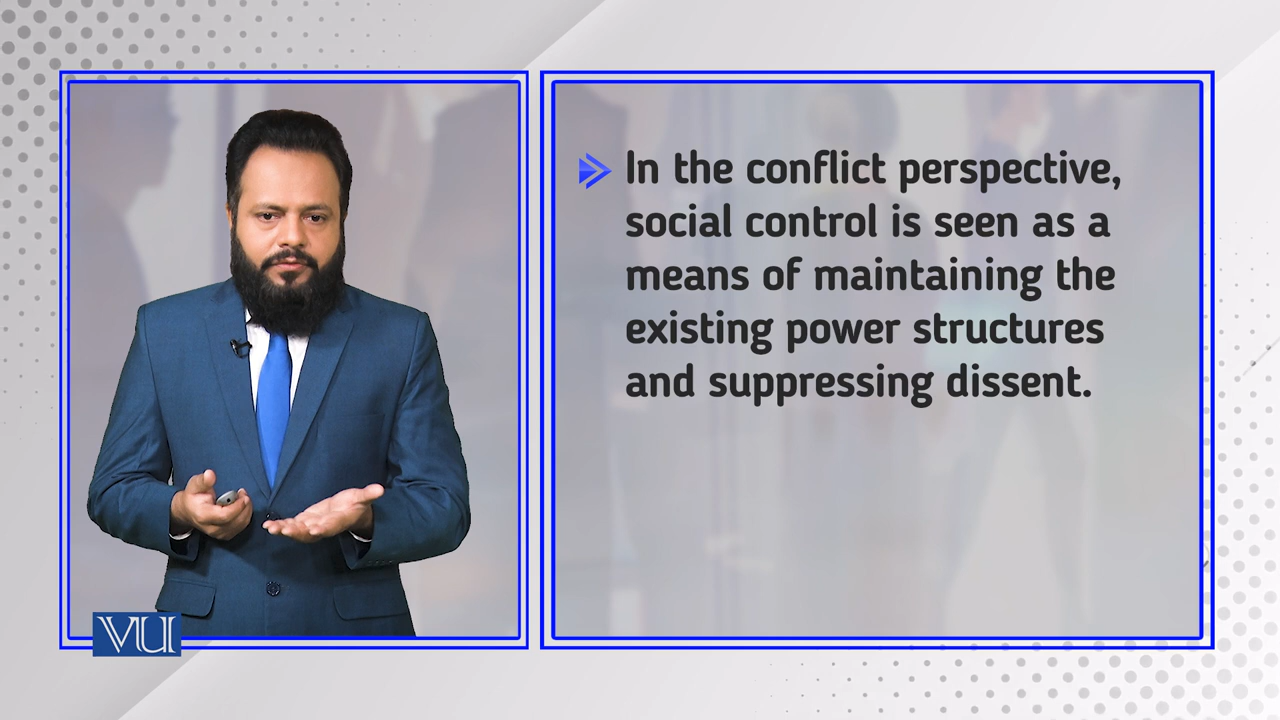 In the conflict perspective,
social control is seen as a
means of maintaining the
existing power structures
and suppressing dissent.
VU